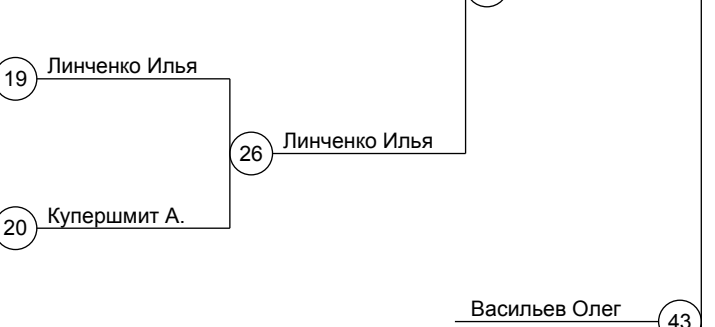 19 Линченко Илья
26 Линченко Илья
20 Купершмит А.
Васильев Олег 43